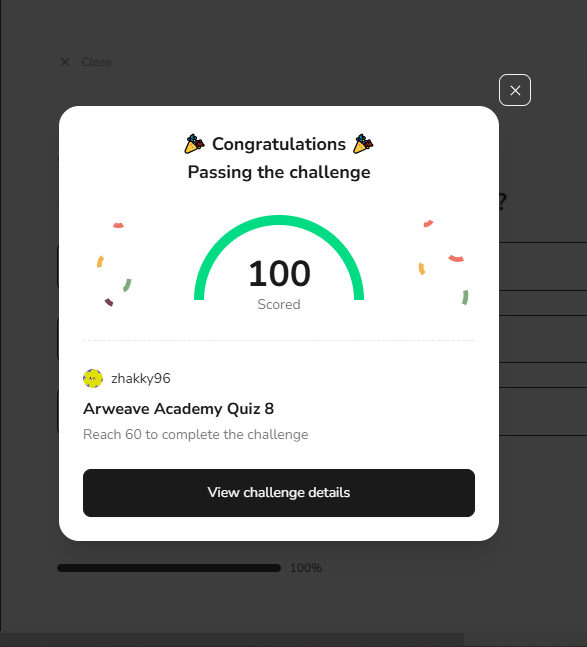 Close
🎉 Congratulations 🎉
Passing the challenge
?
100
Scored
zhakky96
Arweave Academy Quiz 8
Reach 60 to complete the challenge
View challenge details
100%